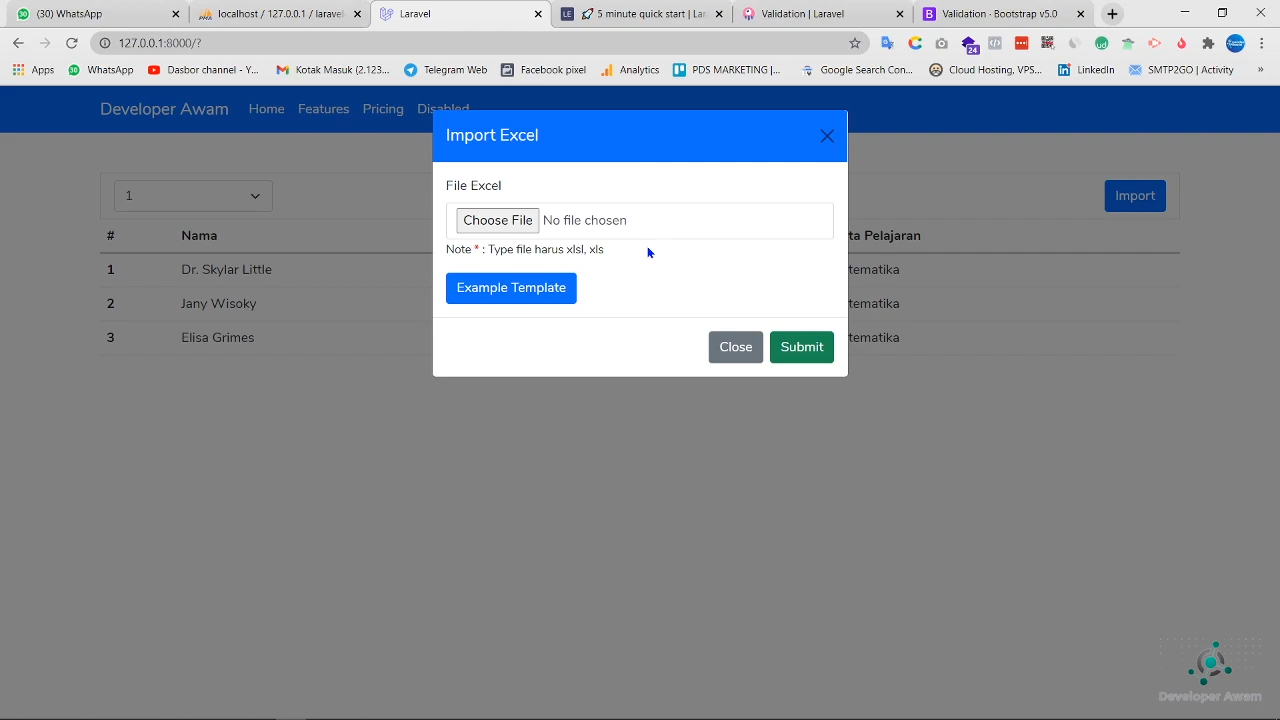 (30) WhatsApp
localhost / 127.0.0.1 / laravel
Laravel
5 minute quick start | La
Validation | Laravel
Validation · Bootstrap v5.0
127.0.0.1:8000/?
24
Apps
WhatsApp
Dasbor channel - Y...
Kotak Masuk (2.123...
Telegram Web
Facebook pixel
Analytics
PDS MARKETING |...
Google Search Con...
Cloud Hosting, VPS...
LinkedIn
SMTP2GO | Activity
»
Developer Awam
Home
Features
Pricing
Disabled
Import Excel
File Excel
Choose File No file chosen
Note * : Type file harus xlsl, xls
Example Template
Close
Submit
1
Import
# Nama ta Pelajaran
1 Dr. Skylar Little tematika
2 Jany Wisoky tematika
3 Elisa Grimes tematika
Developer Awam